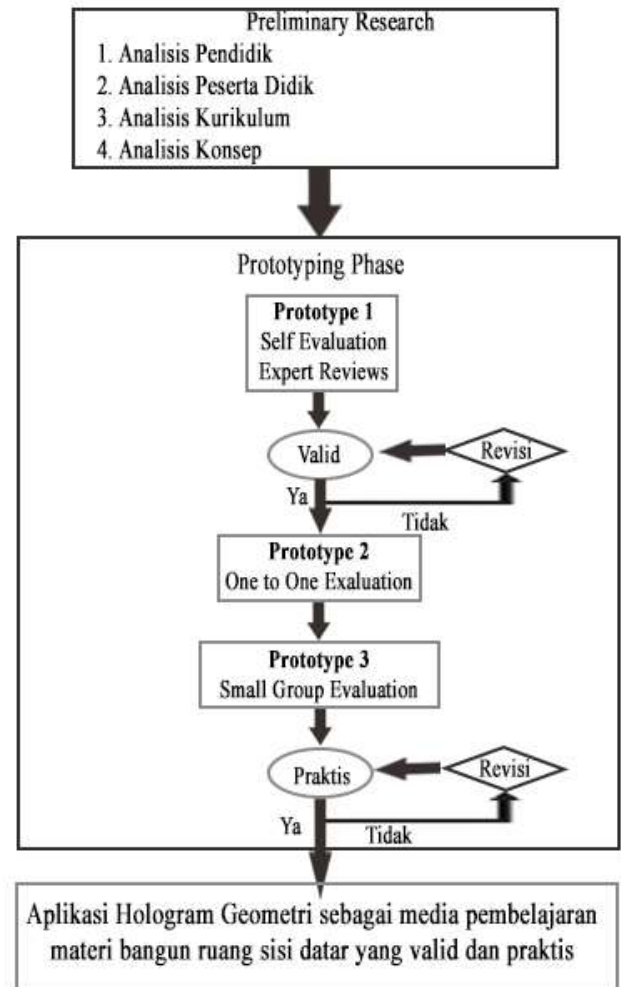 Preliminary Research
1. Analisis Pendidik
2. Analisis Peserta Didik
3. Analisis Kurikulum
4. Analisis Konsep
Prototyping Phase
Prototype 1
Self Evaluation
Expert Reviews
Valid
Revisi
Ya
Tidak
Prototype 2
One to One Exaluation
Prototype 3
Small Group Evaluation
Praktis
Revisi
Ya
Tidak
Aplikasi Hologram Geometri sebagai media pembelajaran
materi bangun ruang sisi datar yang valid dan praktis